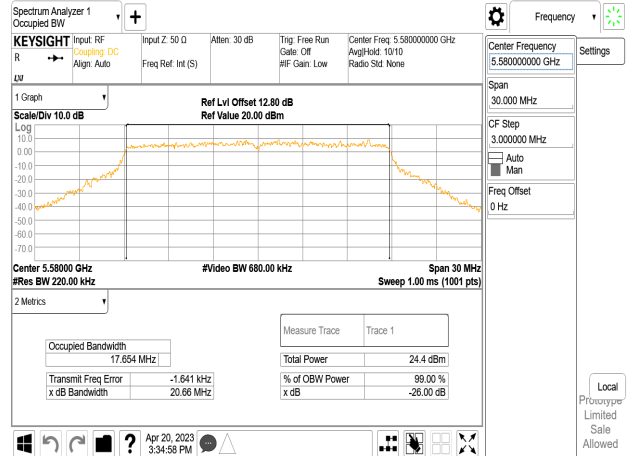 Spectrum Analyzer 1
Occupied BW
▼
+
Frequency
▼
KEYSIGHT
R
Input: RF
Coupling: DC
Align: Auto
Input Z: 50 Ω
Freq Ref: Int (S)
Atten: 30 dB
Trig: Free Run
Gate: Off
#IF Gain: Low
Center Freq: 5.580000000 GHz
Avg|Hold: 10/10
Radio Std: None
Center Frequency
5.580000000 GHz
Settings
Span
30.000 MHz
CF Step
3.000000 MHz
Auto
Man
Freq Offset
0 Hz
1 Graph
▼
Scale/Div 10.0 dB
Ref Lvl Offset 12.80 dB
Ref Value 20.00 dBm
Log
10.0
0.00
-10.0
-20.0
-30.0
-40.0
-50.0
-60.0
-70.0
Center 5.58000 GHz
#Res BW 220.00 kHz
#Video BW 680.00 kHz
Span 30 MHz
Sweep 1.00 ms (1001 pts)
2 Metrics
▼
Measure Trace
Trace 1
Occupied Bandwidth
17.654 MHz
Total Power
24.4 dBm
Transmit Freq Error
-1.641 kHz
% of OBW Power
99.00 %
x dB Bandwidth
20.66 MHz
x dB
-26.00 dB
Local
Prototype
Limited
Sale
Allowed
?
Apr 20, 2023
3:34:58 PM